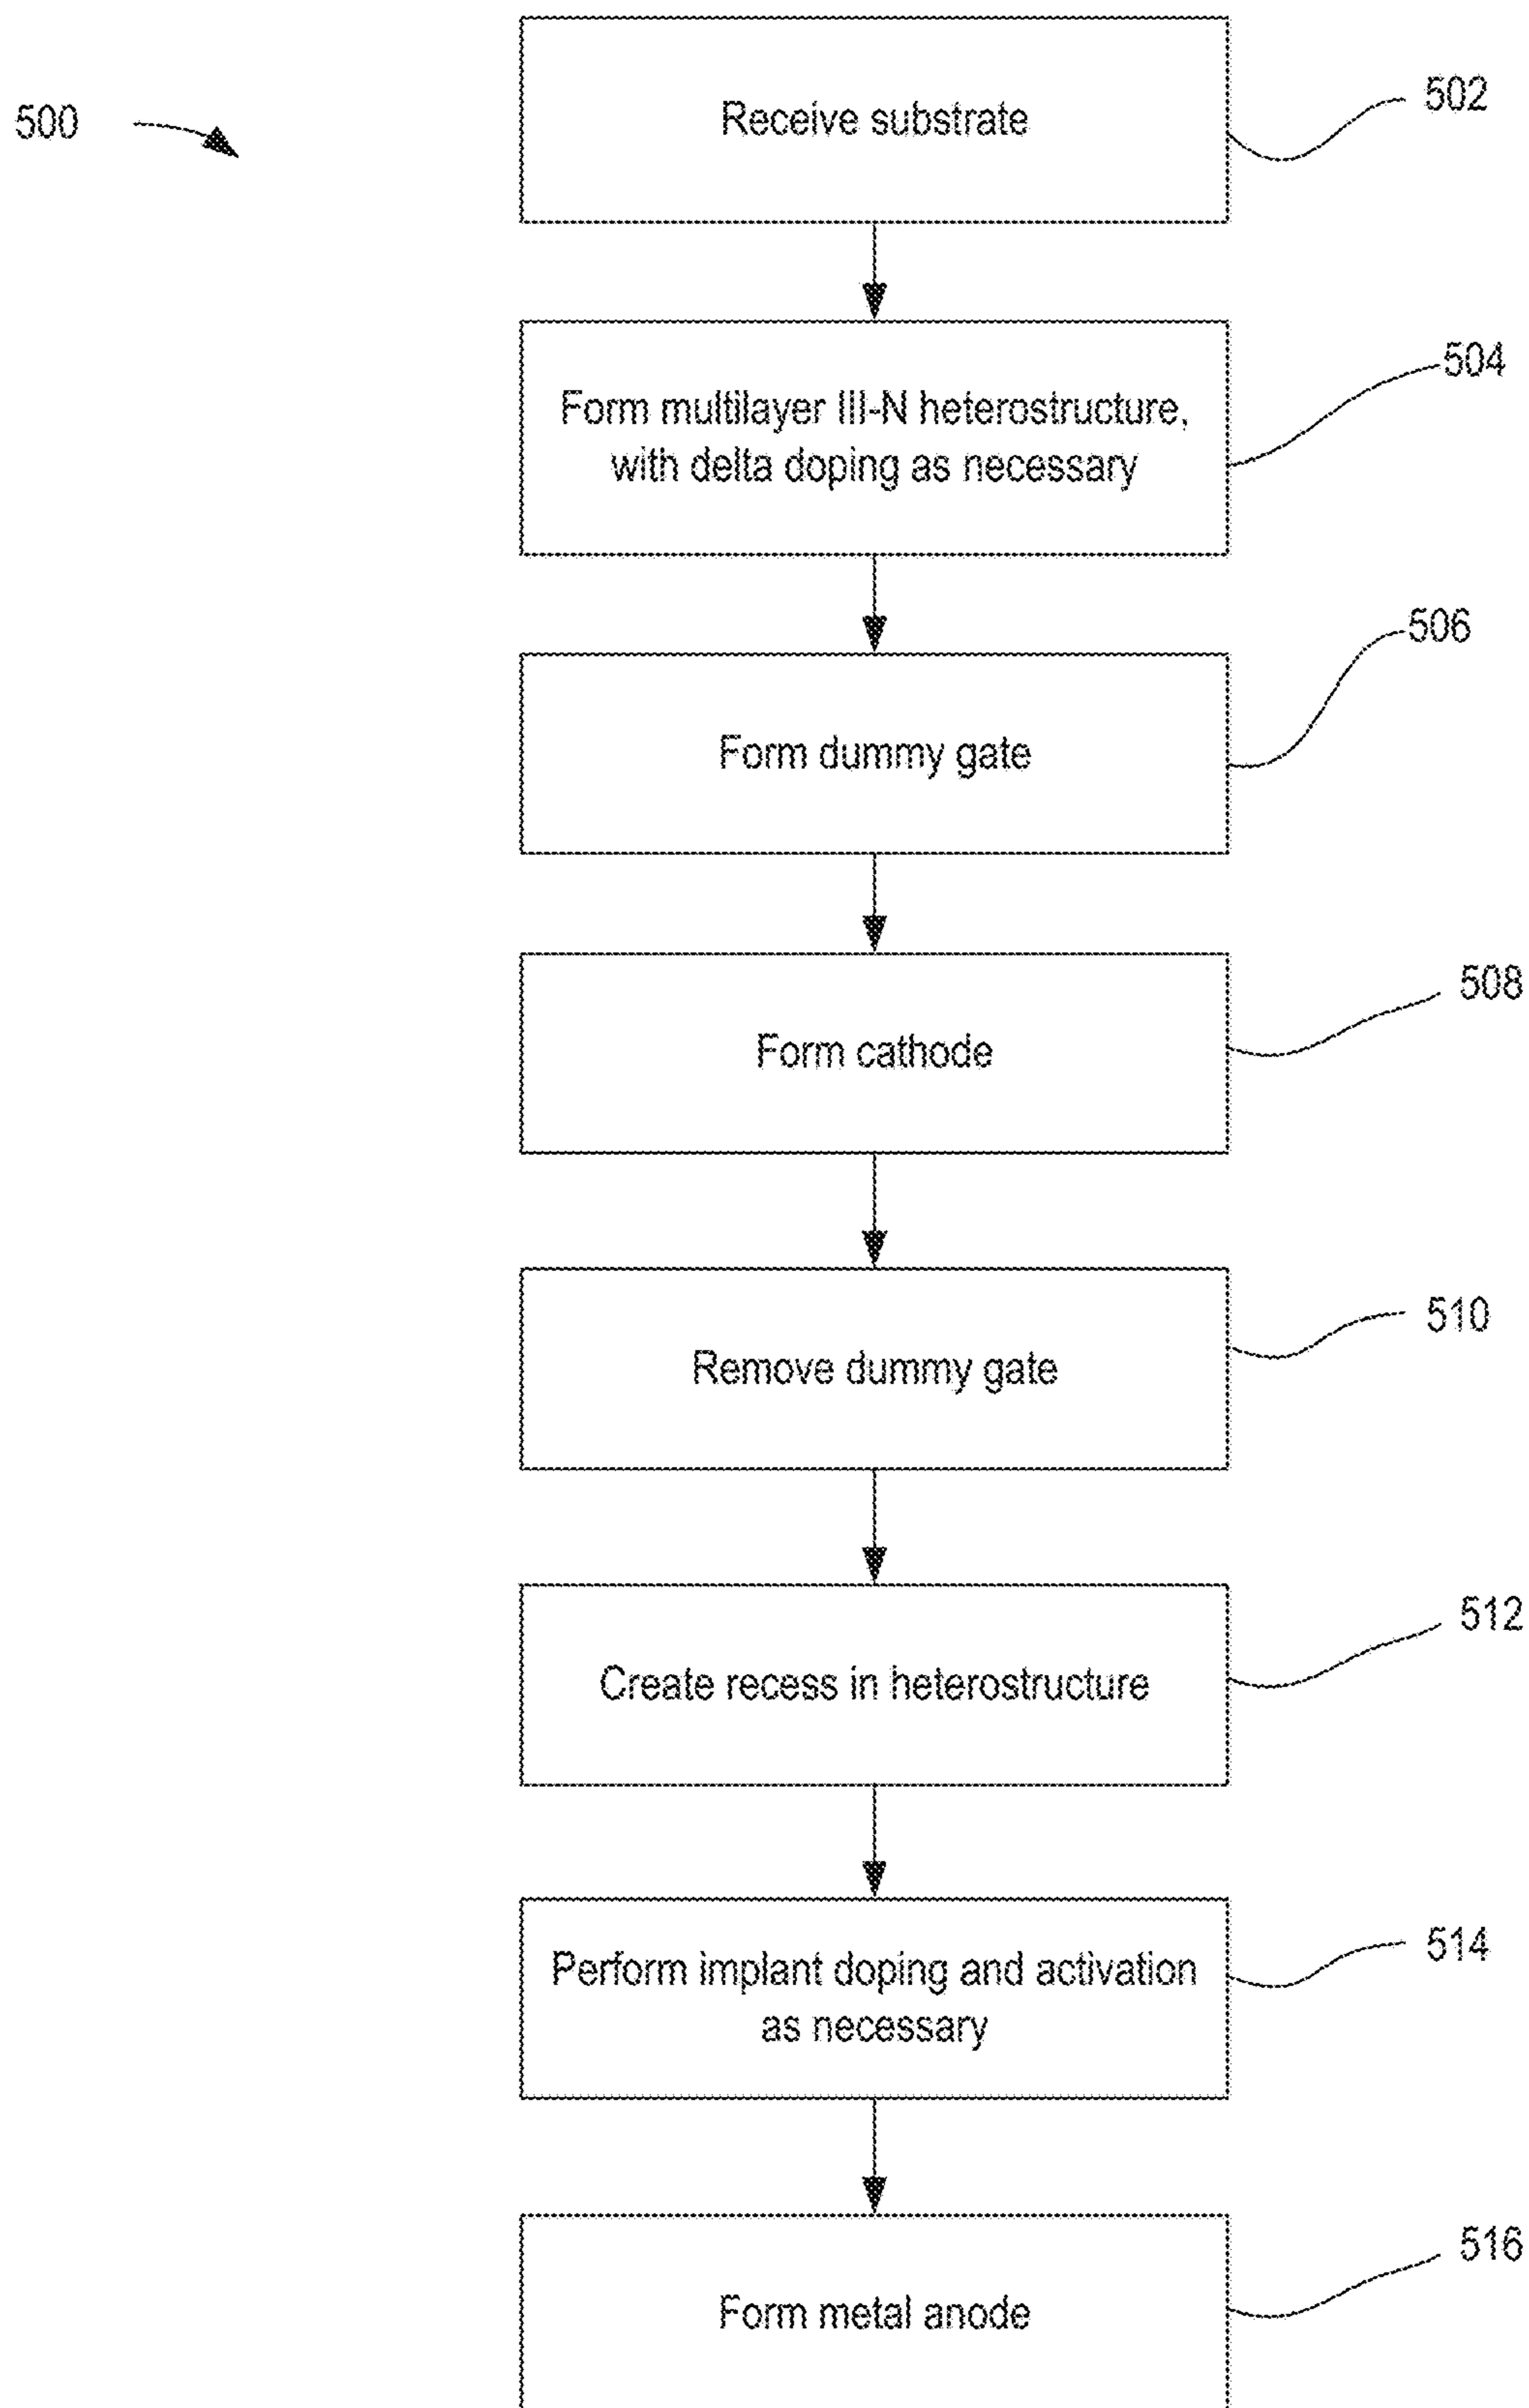 500
Receive substrate
502
Form multilayer III-N heterostructure,
with delta doping as necessary
504
Form dummy gate
506
Form cathode
508
Remove dummy gate
510
Create recess in heterostructure
512
Perform implant doping and activation
as necessary
514
Form metal anode
516